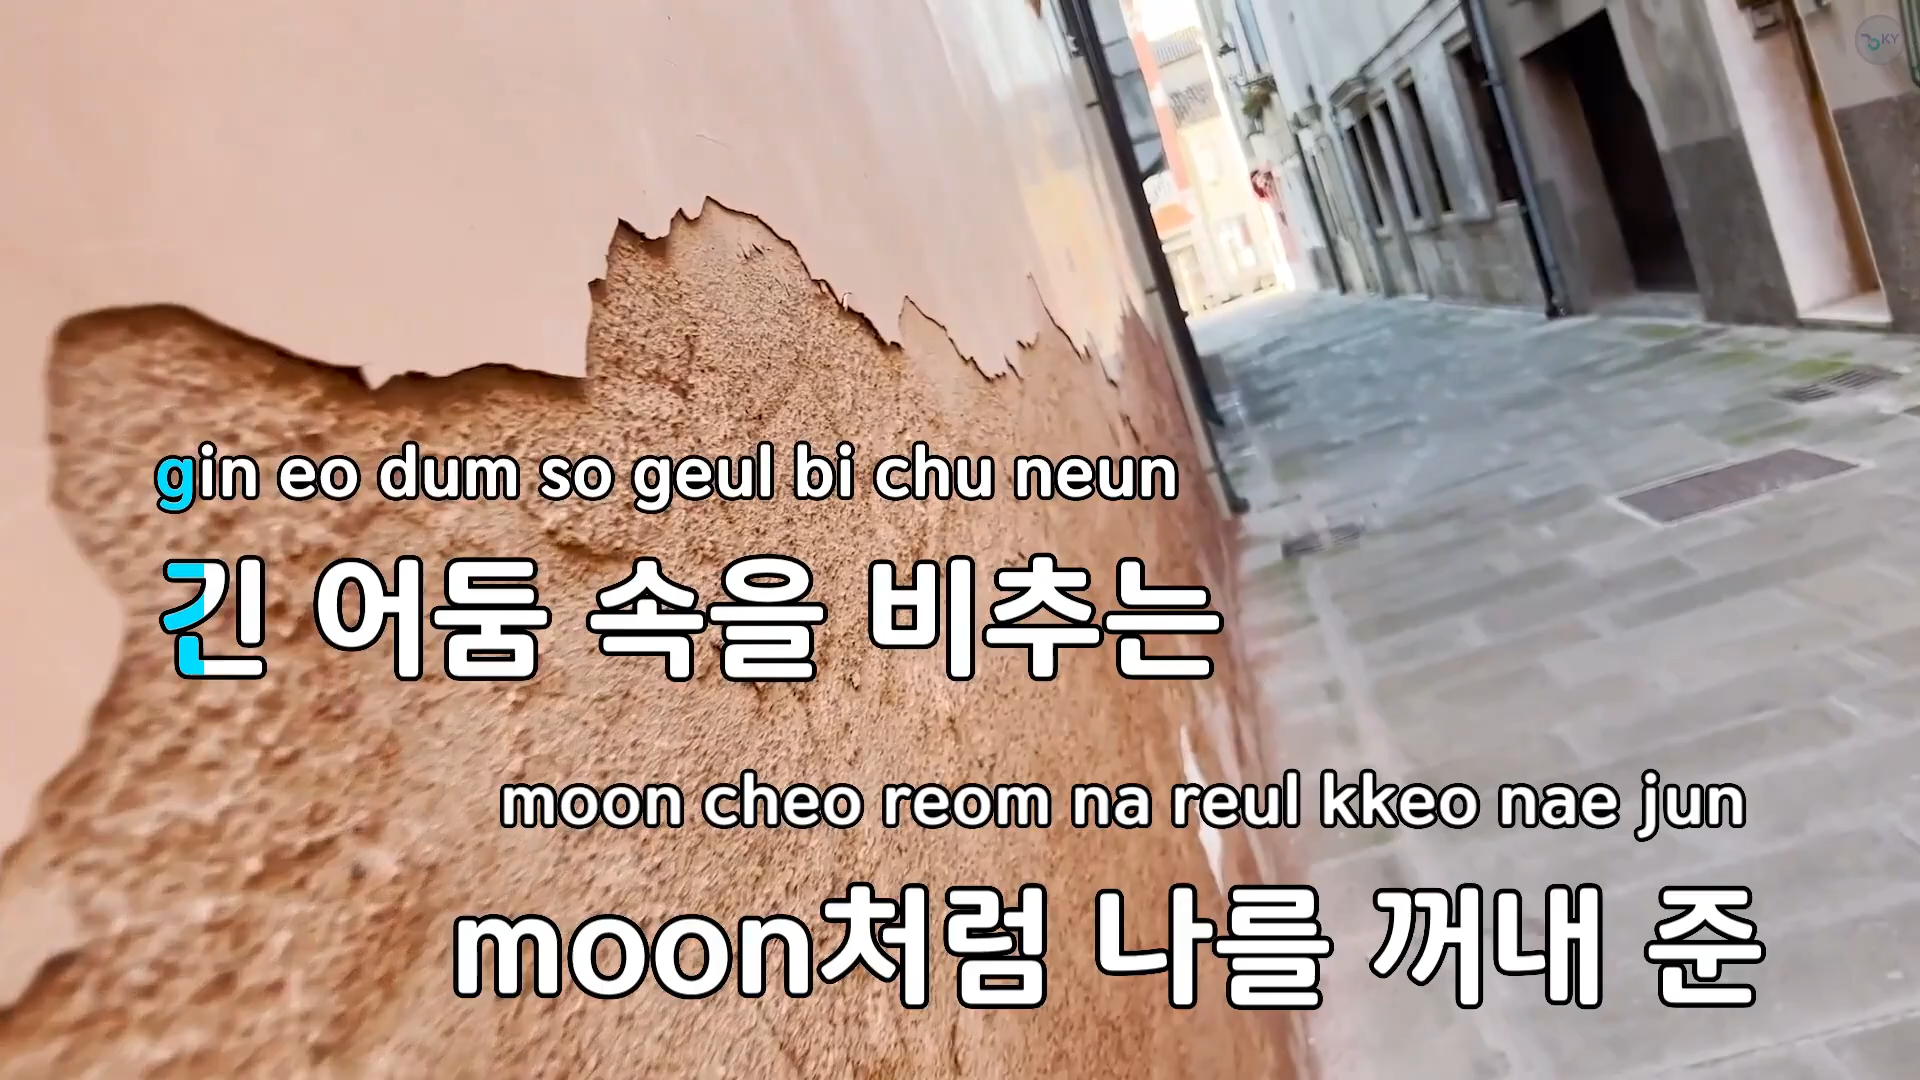 KY
gin eo dum so geul bi chu neun
긴 어둠 속을 비추는
moon cheo reom na reul kkeo nae jun
moon처럼 나를 꺼내 준